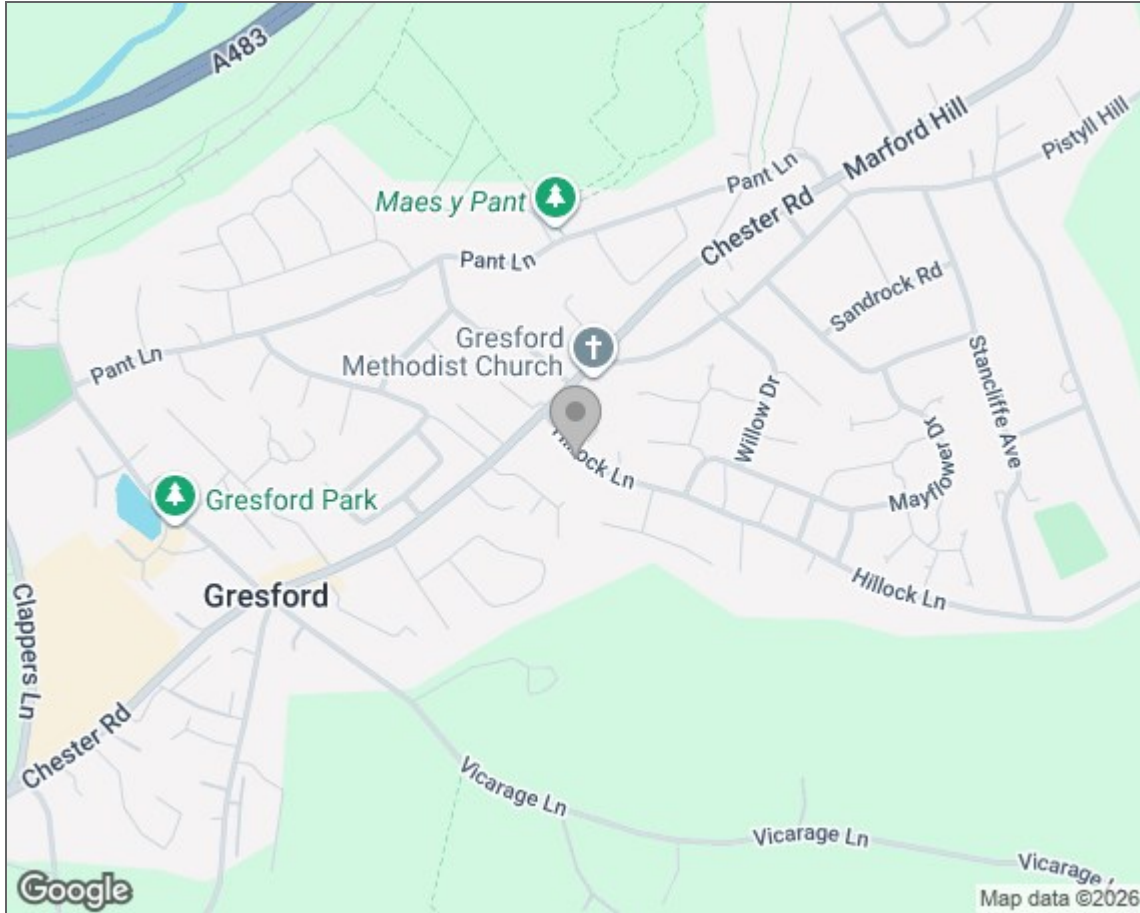 A483
Marford Hill
Pistyll Hill
Pant Ln
Maes y Pant
Chester Rd
Pant Ln
Sandrock Rd
Gresford
Methodist Church
Pant Ln
Stancliffe Ave
Willow Dr
Hillock Ln
Mayflower Dr
Gresford Park
Hillock Ln
Gresford
Clappers Ln
Chester Rd
Vicarage Ln
Vicarage Ln
Vicarage
Google
Map data ©2026